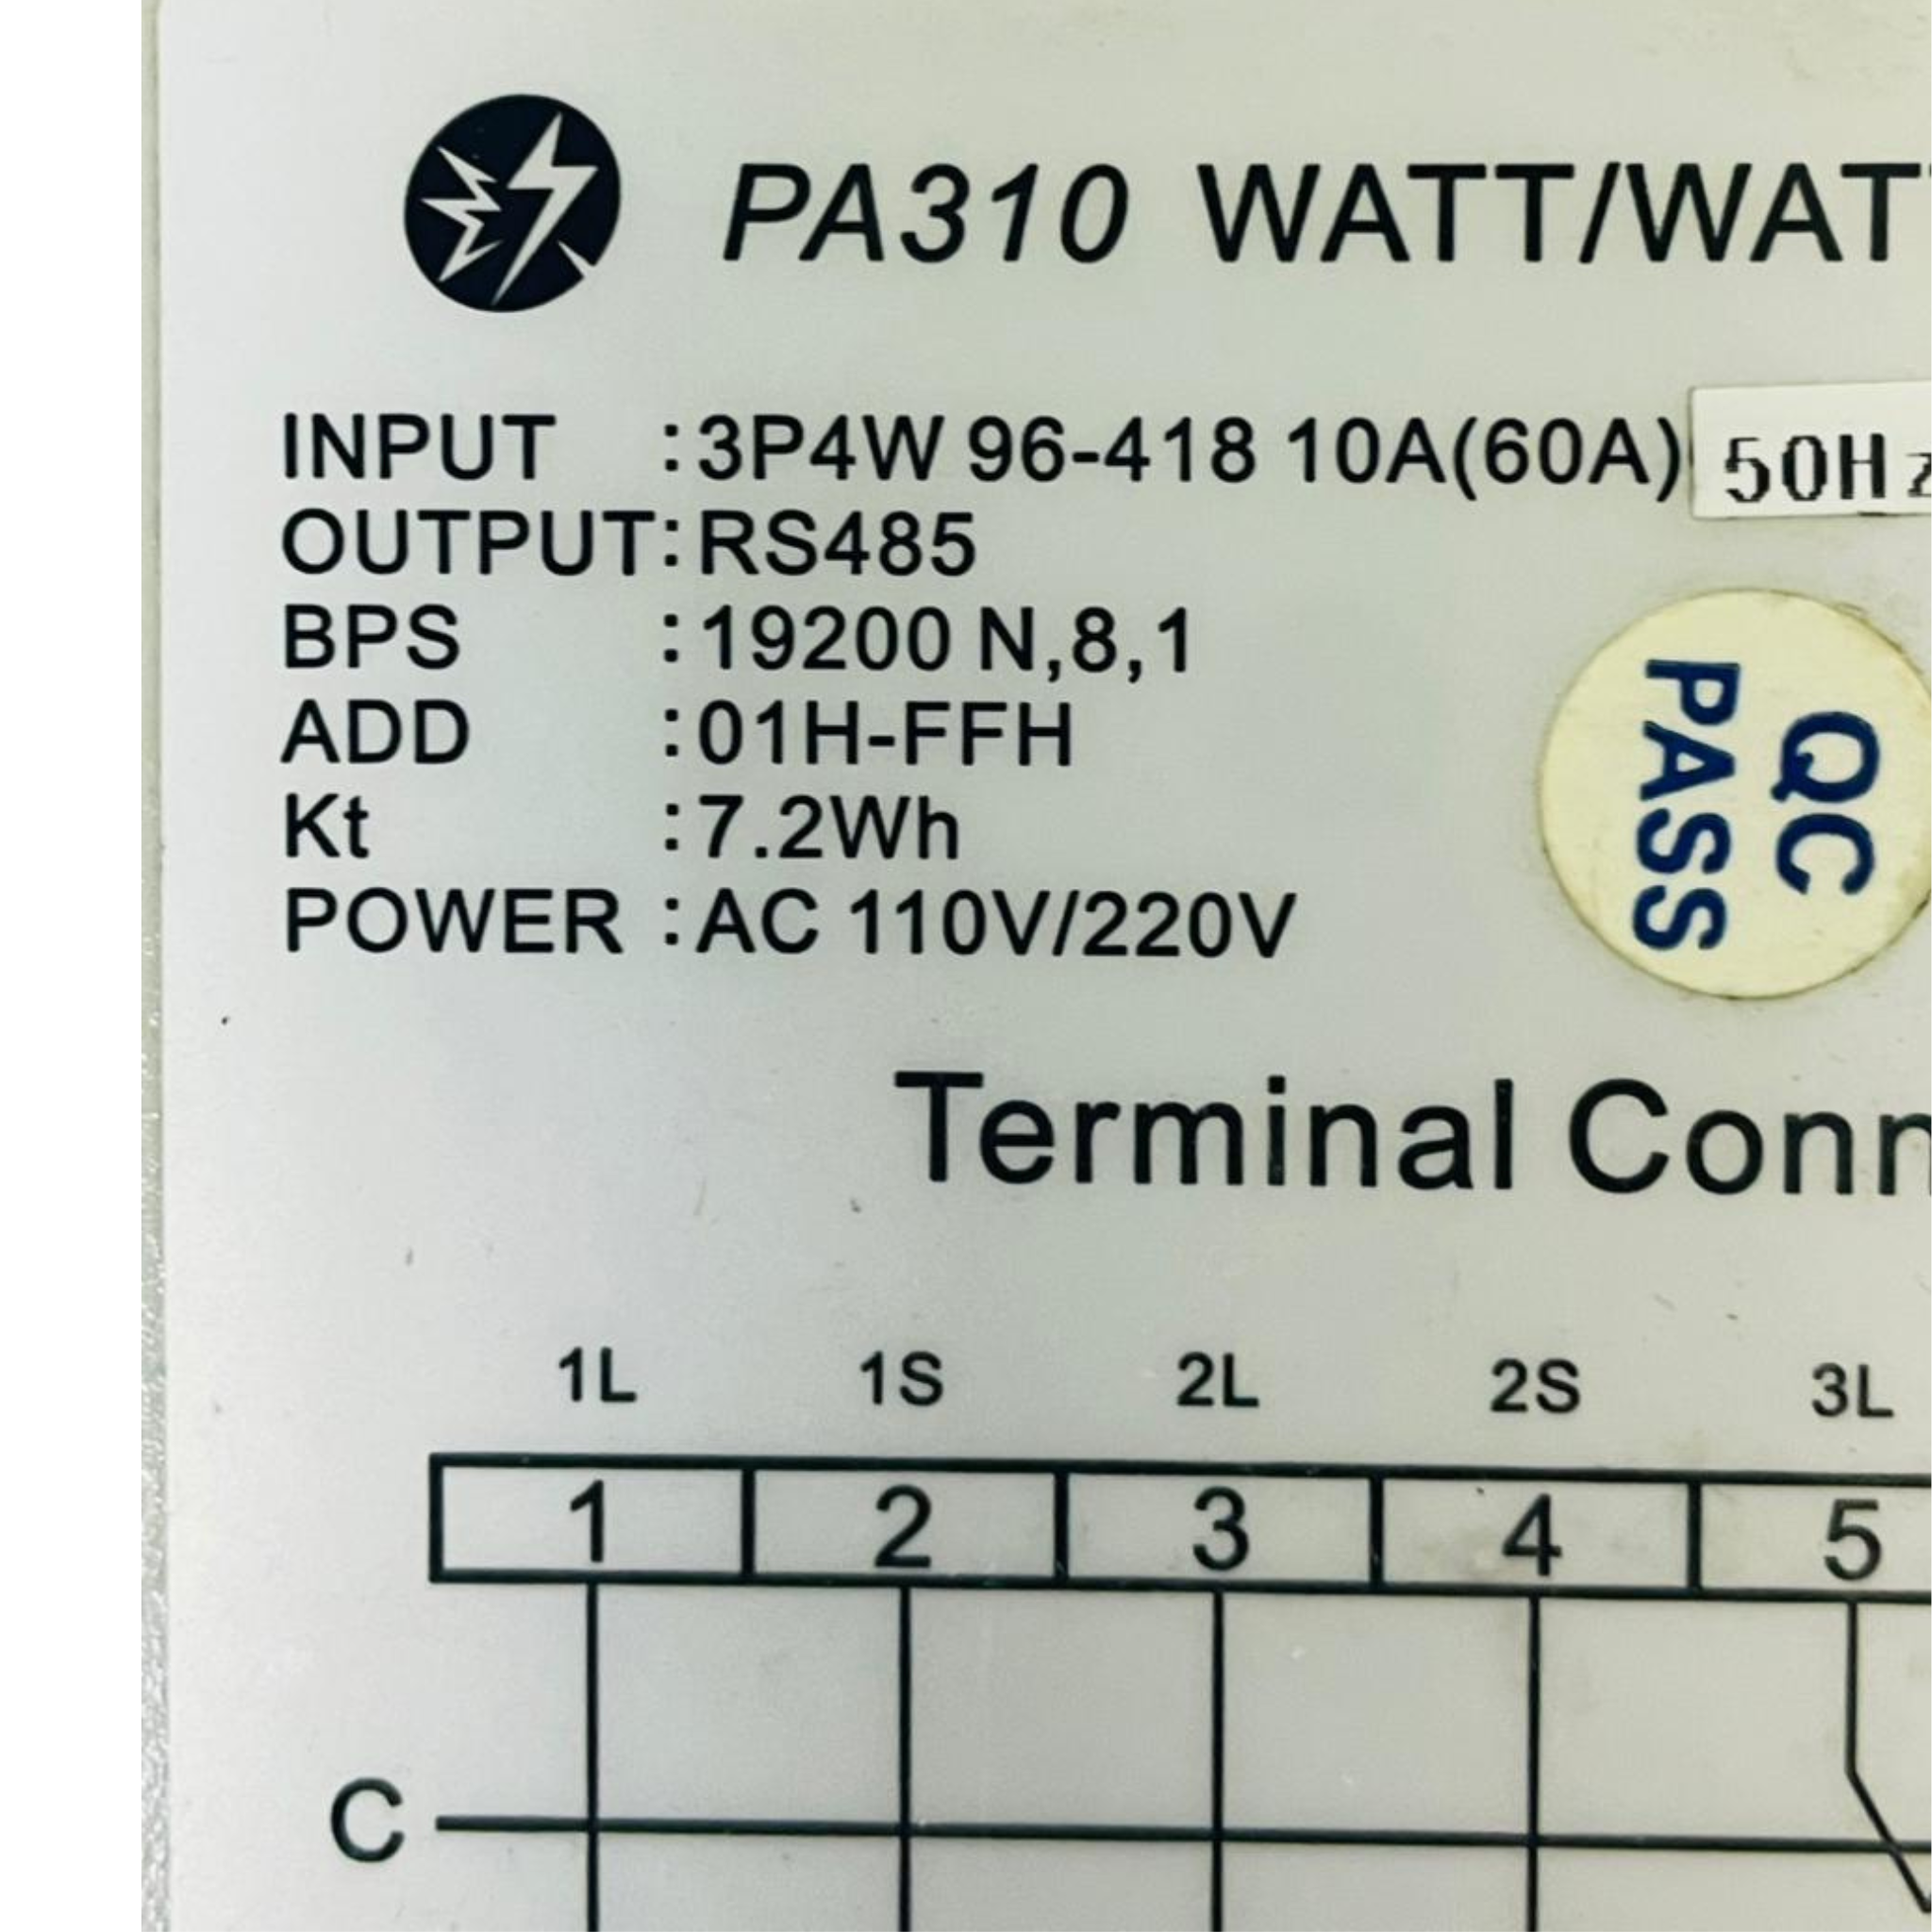 PA310 WATT/WAT
INPUT :3P4W 96-418 10A(60A) 50Hz
OUTPUT:RS485
BPS :19200 N,8,1
ADD :01H-FFH
Kt :7.2Wh
POWER :AC 110V/220V
QC
PASS
Terminal Conn
1L 1S 2L 2S 3L
1 2 3 4 5
C